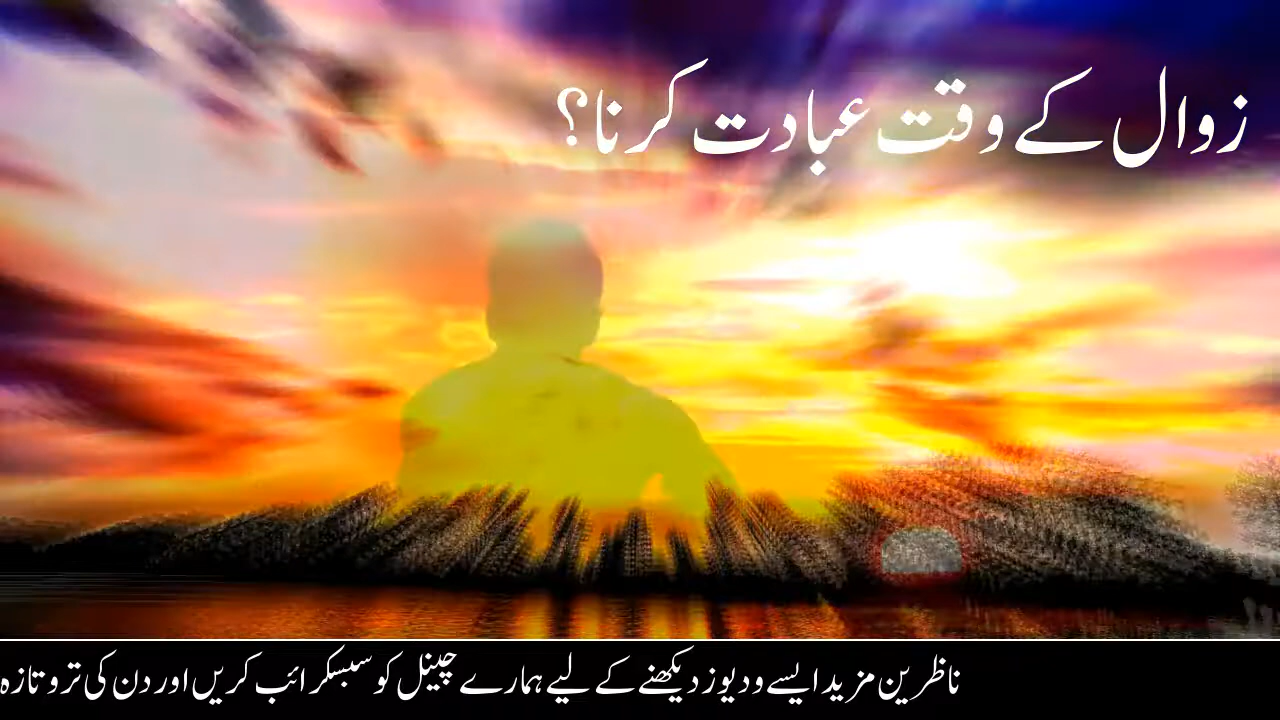 زوال کے وقت عبادت کرنا؟
ناظرین مزید ایسے ودیوز دیکھنے کے لیے ہمارے چینل کو سبسکرائب کریں اور دن کی تروتازہ